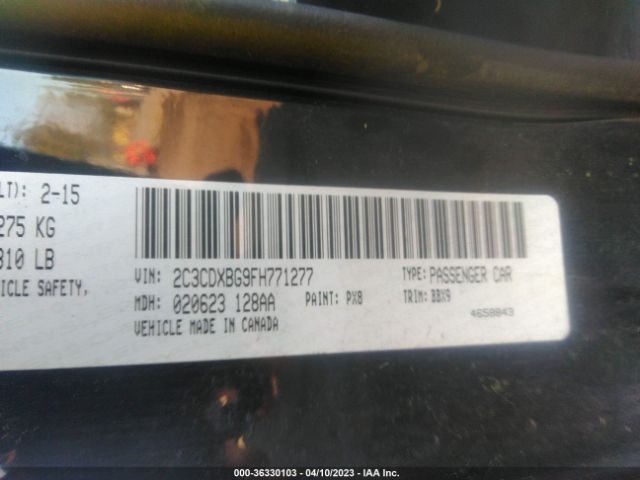 LT): 2-15
275 KG
310 LB
ICLE SAFETY,
VIN: 2C3CDXBG9FH771277 TYPE: PASSENGER CAR
MDH: 020623 128AA PAINT: PX8 TRIM: BBX9
VEHICLE MADE IN CANADA 4658843
000-36330103 - 04/10/2023 - IAA Inc.